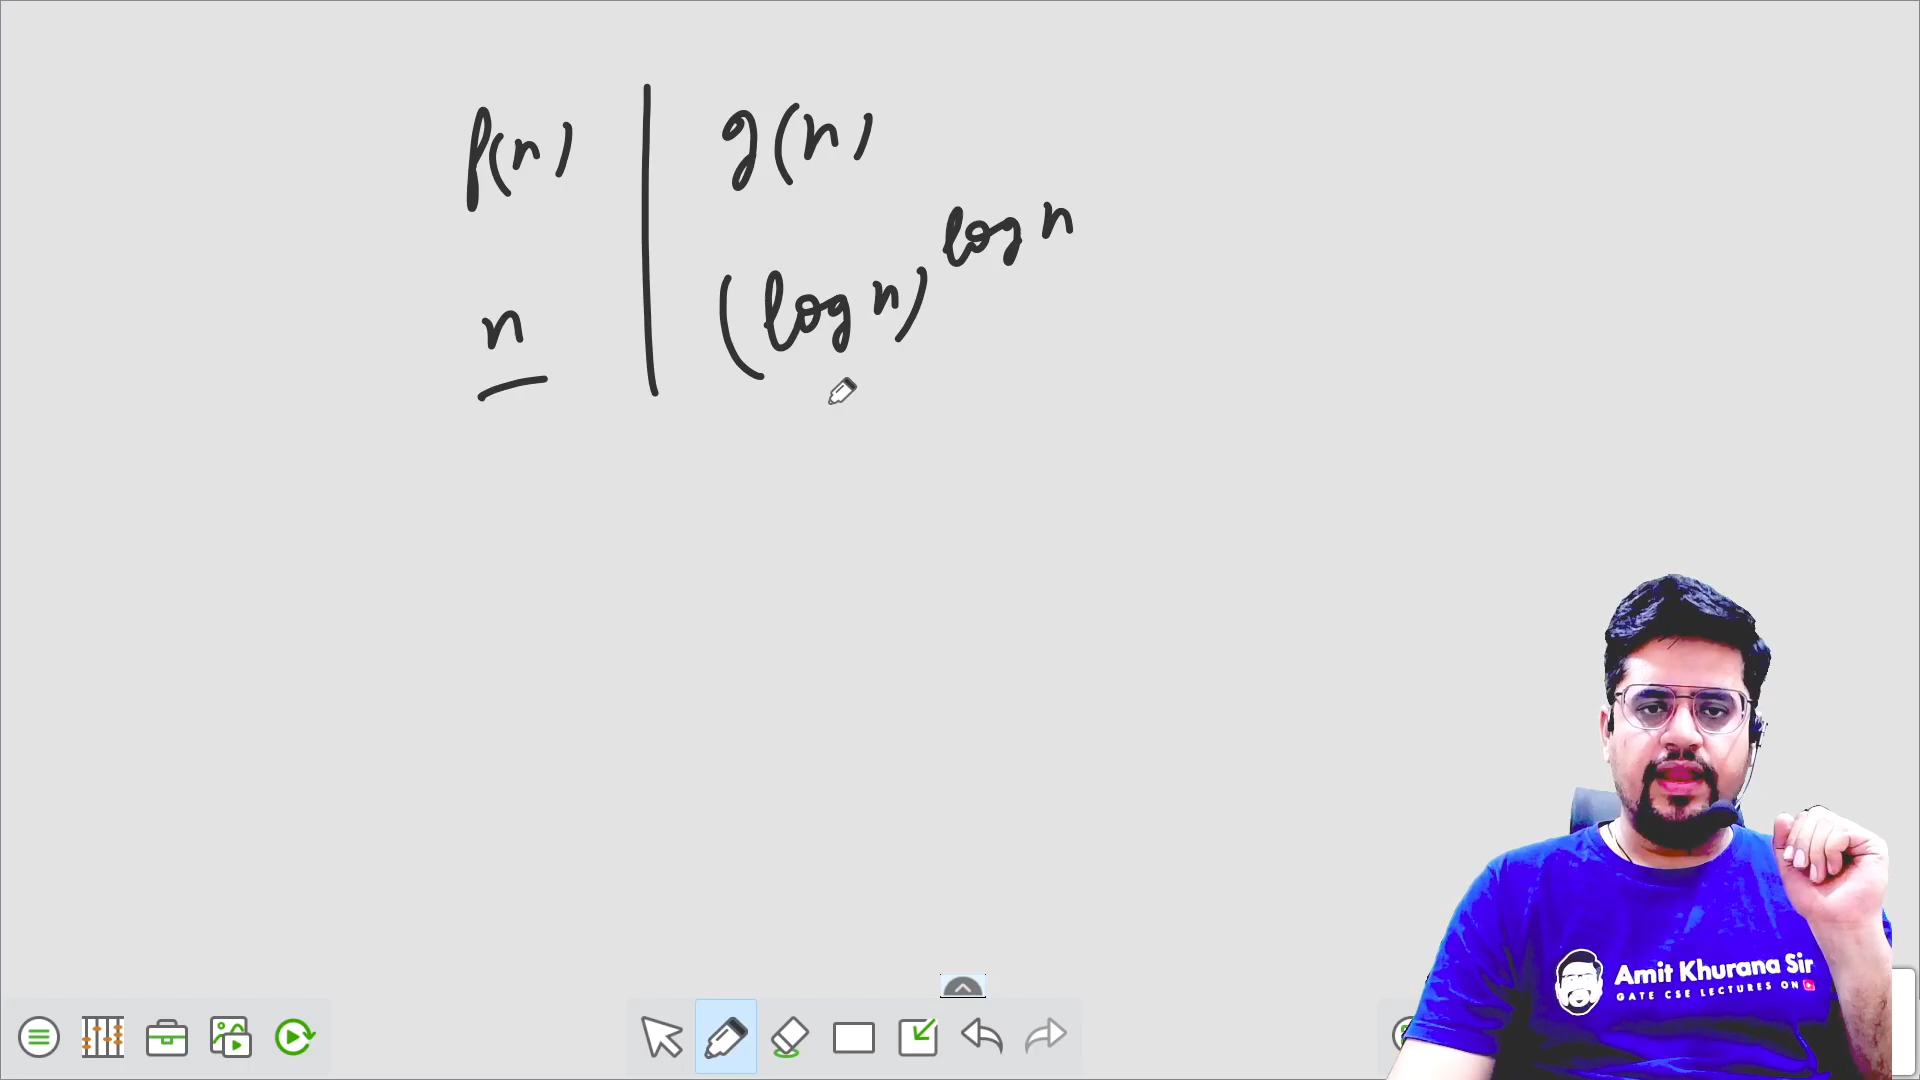 f(n) | g(n)
n | (log n)^log n
Amit Khurana Sir
GATE CSE LECTURES ON